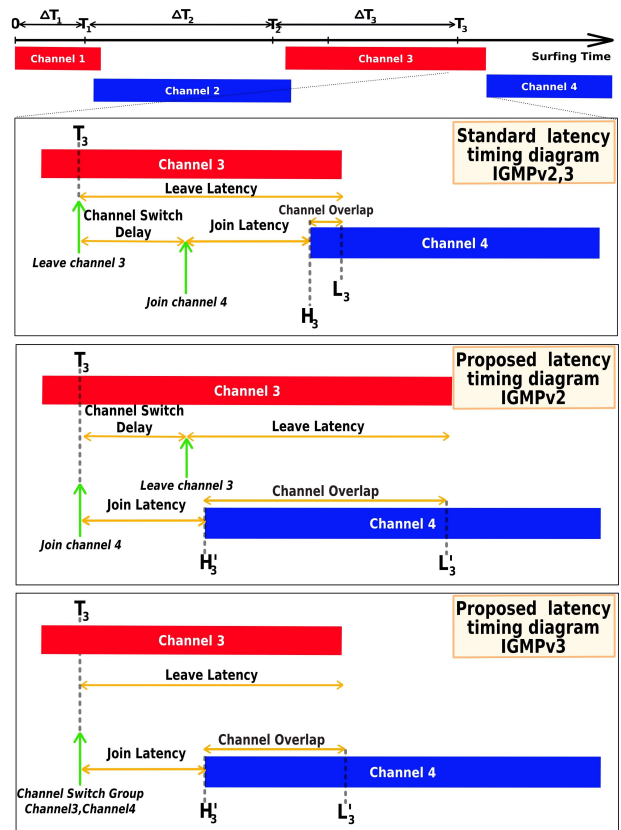 ΔT1 ΔT2 ΔT3
0 T1 T2 T3
Channel 1 Channel 3 Surfing Time
Channel 2 Channel 4
T3
Standard latency
timing diagram
IGMPv2,3
Channel 3
Leave Latency
Channel Switch
Delay
Join Latency
Channel Overlap
Channel 4
Leave channel 3
Join channel 4
L3
H3
T3
Proposed latency
timing diagram
IGMPv2
Channel 3
Channel Switch
Delay
Leave Latency
Leave channel 3
Channel Overlap
Join Latency
Channel 4
Join channel 4
H'3 L'3
T3
Proposed latency
timing diagram
IGMPv3
Channel 3
Leave Latency
Channel Overlap
Join Latency
Channel 4
Channel Switch Group
Channel3,Channel4
H'3 L'3